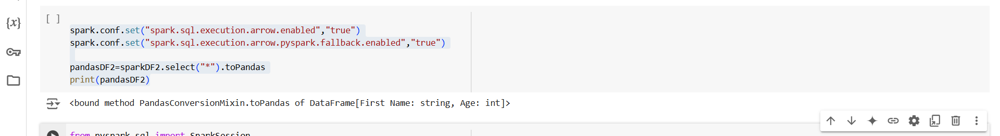 {x}
[ ]
spark.conf.set("spark.sql.execution.arrow.enabled","true")
spark.conf.set("spark.sql.execution.arrow.pyspark.fallback.enabled","true")
pandasDF2=sparkDF2.select("*").toPandas
print(pandasDF2)
<bound method PandasConversionMixin.toPandas of DataFrame[First Name: string, Age: int]>
from pyspark.sql import SparkSession